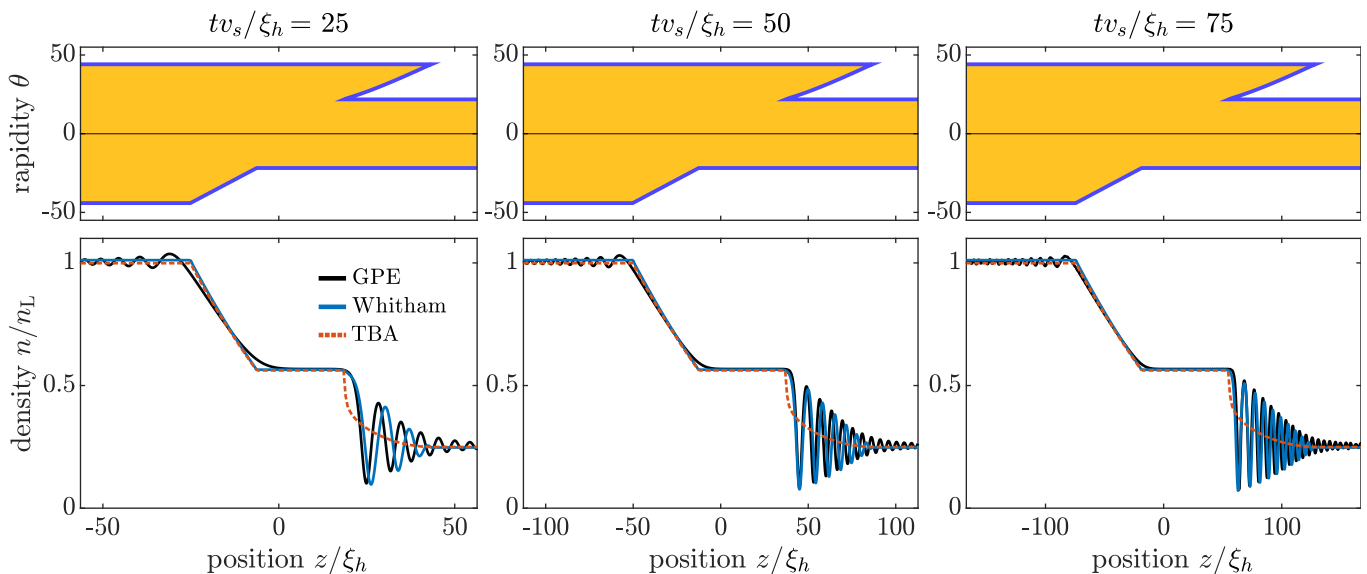 tv_s/ξ_h = 25
tv_s/ξ_h = 50
tv_s/ξ_h = 75
rapidity θ
50
0
-50
50
0
-50
50
0
-50
density n/n_L
1
0.5
0
GPE
Whitham
TBA
1
0.5
0
1
0.5
0
-50 0 50
-100 -50 0 50 100
-100 0 100
position z/ξ_h
position z/ξ_h
position z/ξ_h